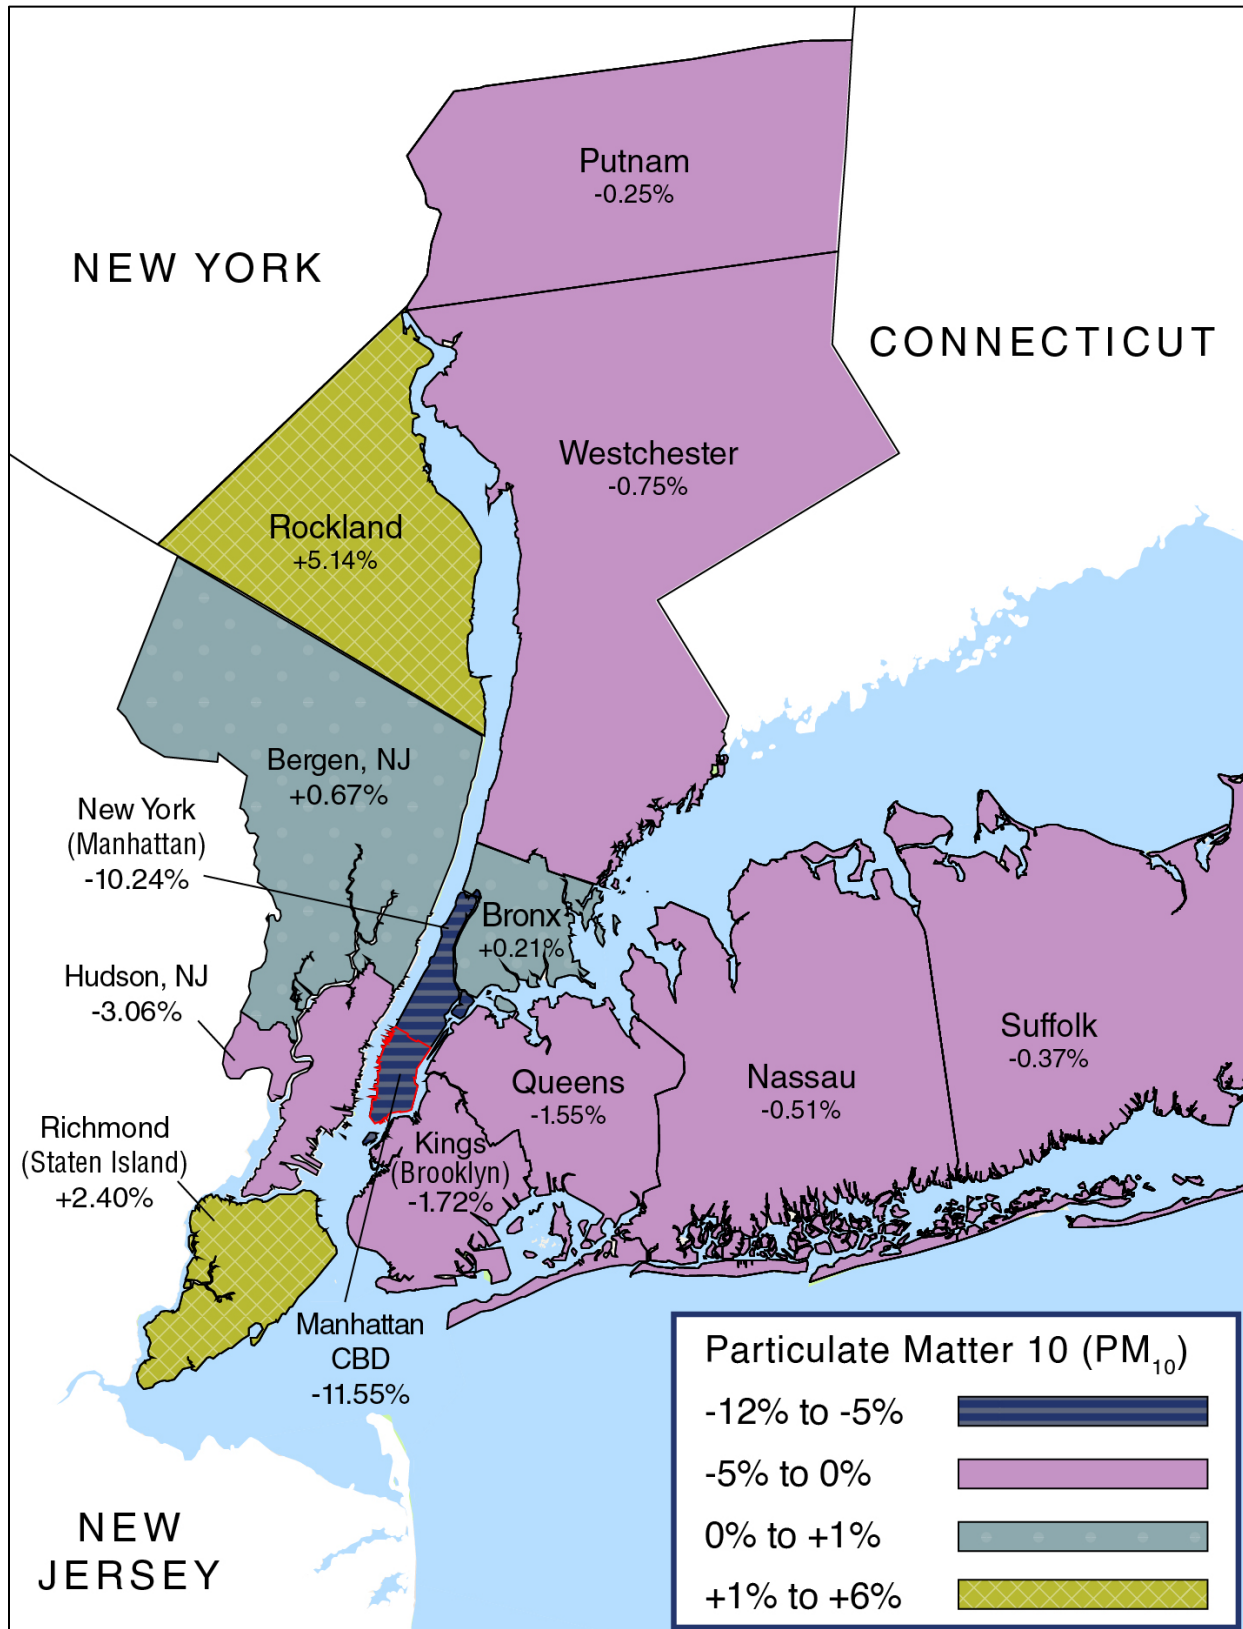 Putnam
-0.25%
NEW YORK
CONNECTICUT
Westchester
-0.75%
Rockland
+5.14%
Bergen, NJ
+0.67%
New York
(Manhattan)
-10.24%
Bronx
+0.21%
Hudson, NJ
-3.06%
Suffolk
-0.37%
Queens
-1.55%
Nassau
-0.51%
Richmond
(Staten Island)
+2.40%
Kings
(Brooklyn)
-1.72%
Manhattan
CBD
-11.55%
NEW
JERSEY
Particulate Matter 10 (PM₁₀)
-12% to -5%
-5% to 0%
0% to +1%
+1% to +6%